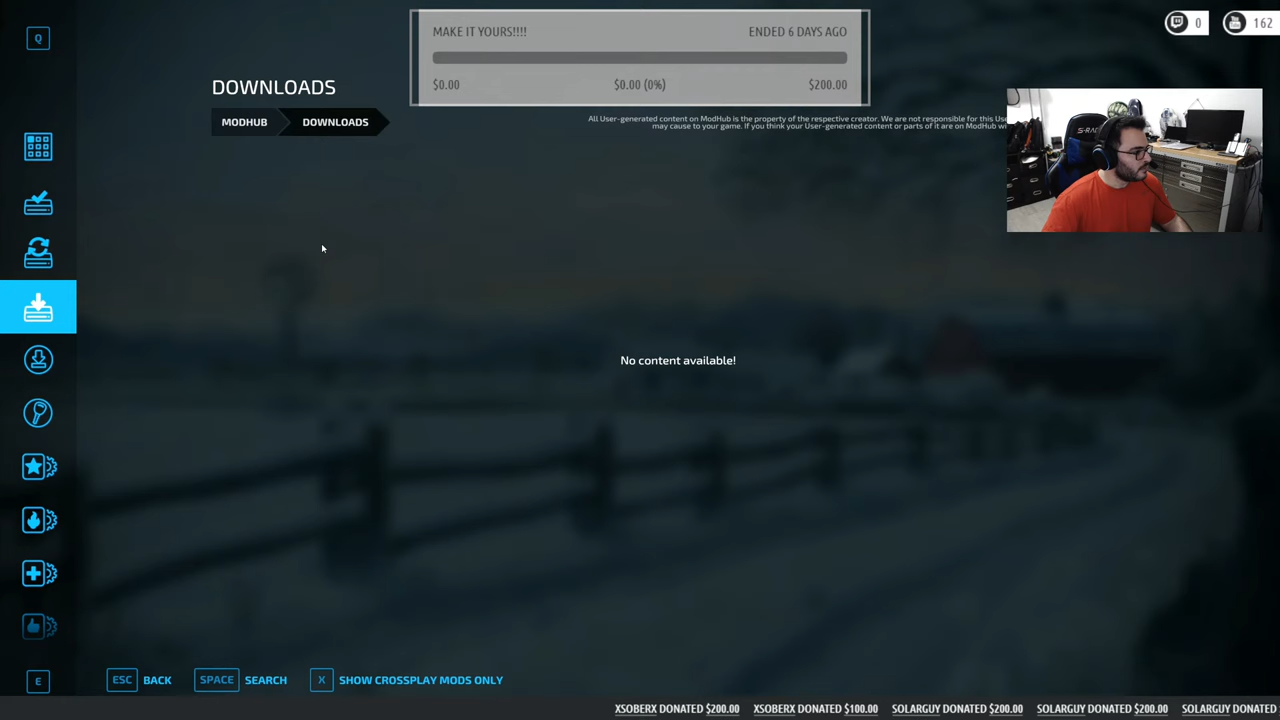 Q
MAKE IT YOURS!!!! ENDED 6 DAYS AGO
$0.00 $0.00 (0%) $200.00
0 162
DOWNLOADS
MODHUB DOWNLOADS
All User-generated content on ModHub is the property of the respective creator. We are not responsible for this
may cause to your game. If you think your User-generated content or parts of it are on ModHub
No content available!
ESC BACK SPACE SEARCH X SHOW CROSSPLAY MODS ONLY
E
XSOBERX DONATED $200.00 XSOBERX DONATED $100.00 SOLARGUY DONATED $200.00 SOLARGUY DONATED $200.00 SOLARGUY DONATED